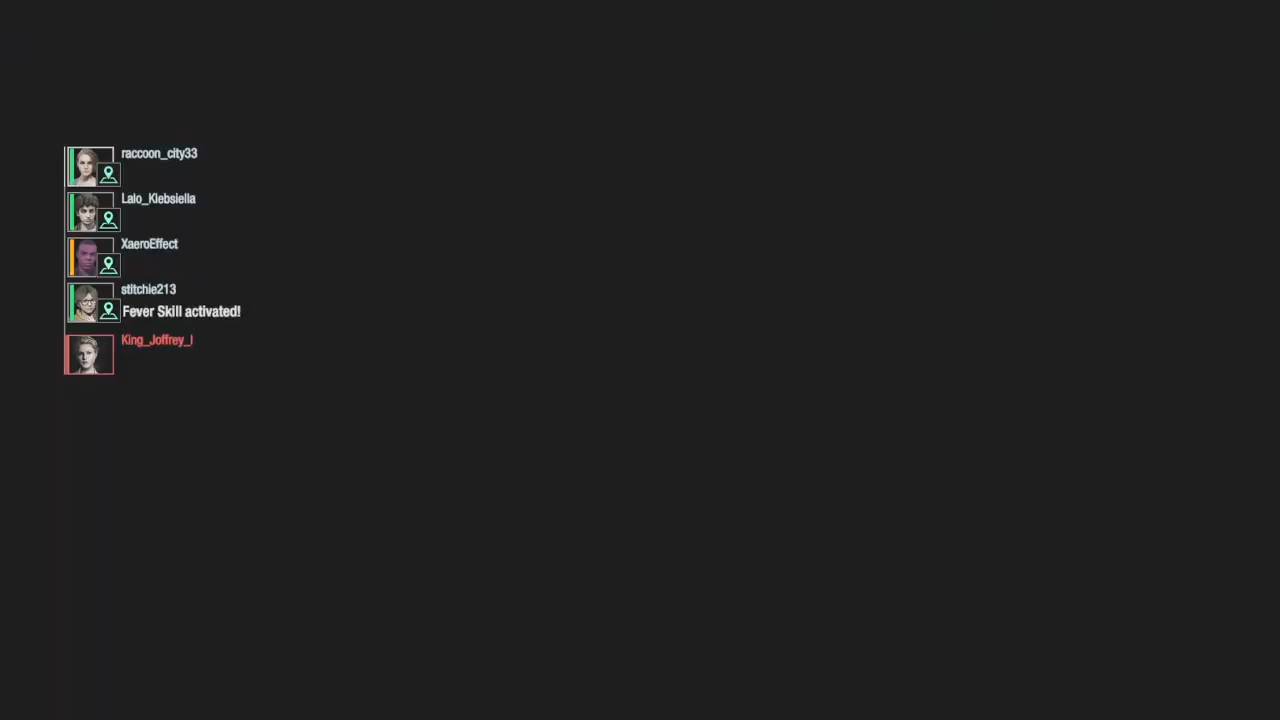 raccoon_city33
Lalo_Klebsiella
XaeroEffect
stitchie213
Fever Skill activated!
King_Joffrey_I